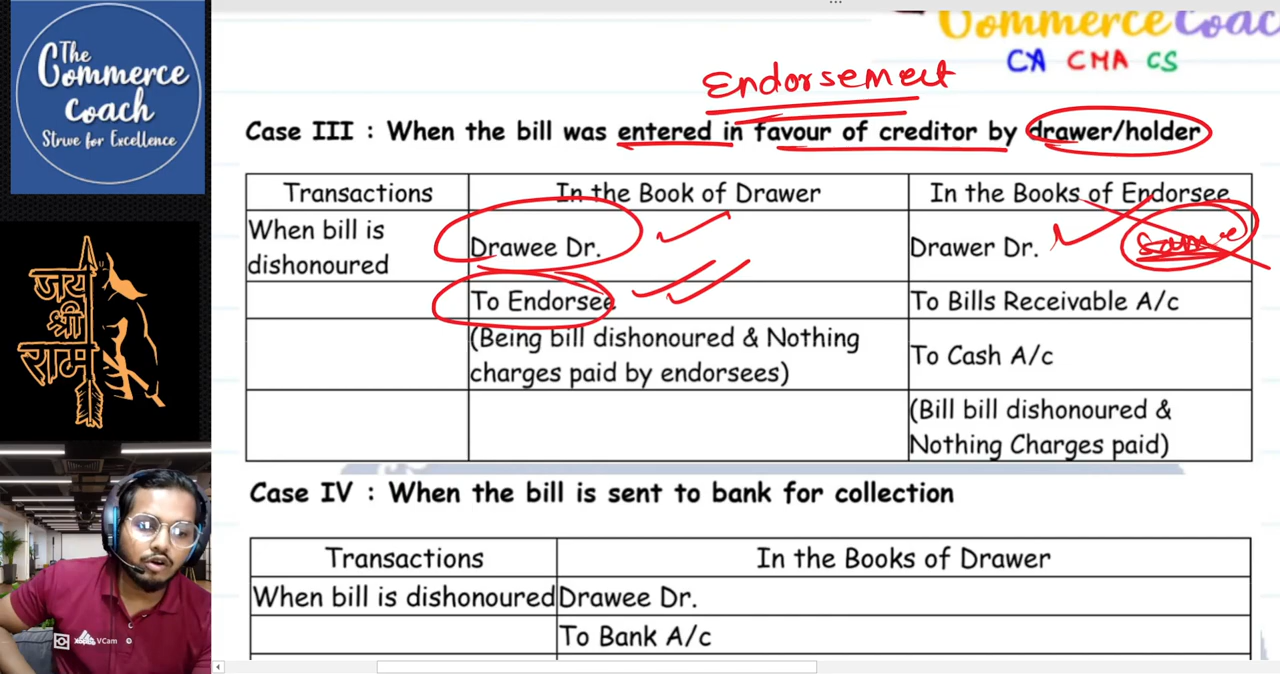 The
Commerce
Coach
Strive for Excellence
जय
श्री
राम
CommerceCoac
CA CMA CS
Endorsement
Case III : When the bill was entered in favour of creditor by drawer/holder
Transactions In the Book of Drawer In the Books of Endorsee
When bill is dishonoured Drawee Dr. Drawer Dr. Same
To Endorsee To Bills Receivable A/c
(Being bill dishonoured & Nothing charges paid by endorsees) To Cash A/c
(Bill bill dishonoured & Nothing Charges paid)
Case IV : When the bill is sent to bank for collection
Transactions In the Books of Drawer
When bill is dishonoured Drawee Dr.
To Bank A/c
VCam